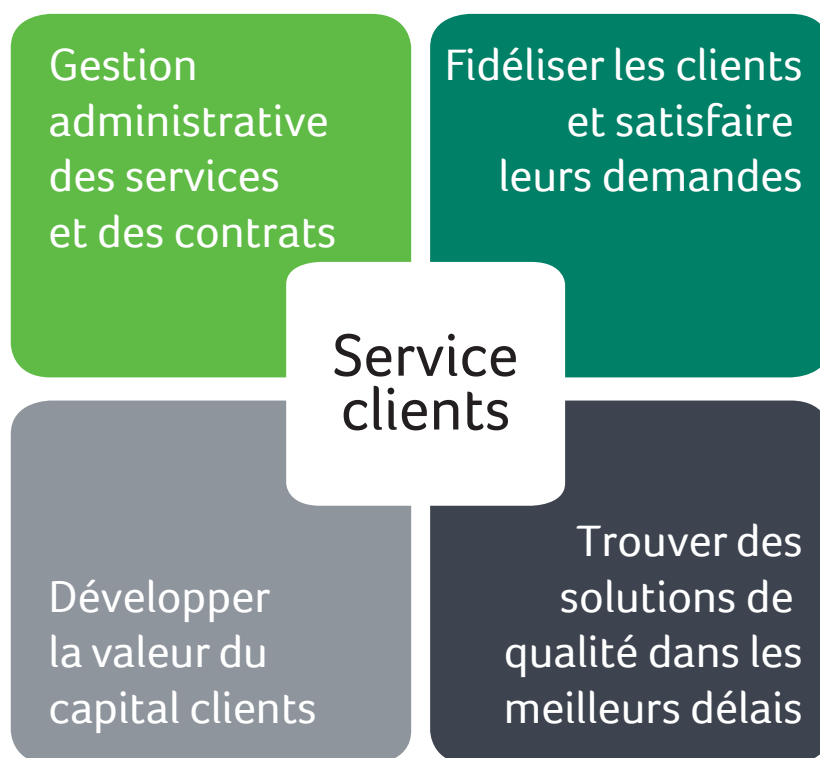 Gestion
administrative
des services
et des contrats
Fidéliser les clients
et satisfaire
leurs demandes
Service
clients
Développer
la valeur du
capital clients
Trouver des
solutions de
qualité dans les
meilleurs délais